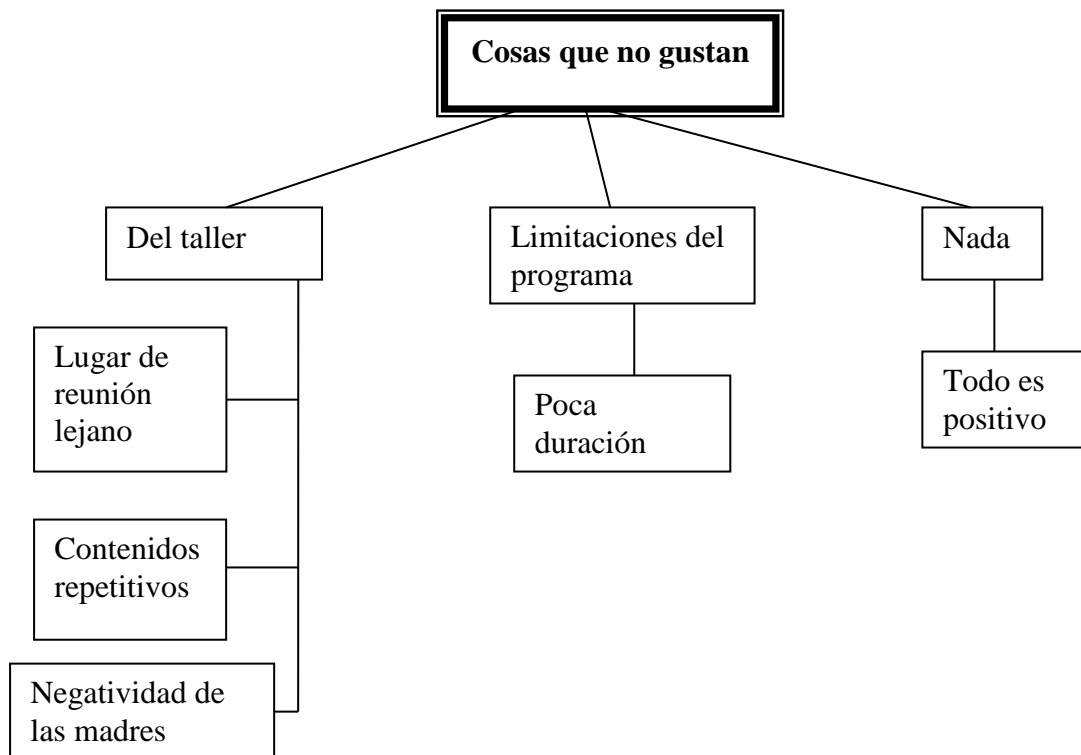 Cosas que no gustan
Del taller
Limitaciones del
programa
Nada
Lugar de
reunión
lejano
Poca
duración
Todo es
positivo
Contenidos
repetitivos
Negatividad de
las madres